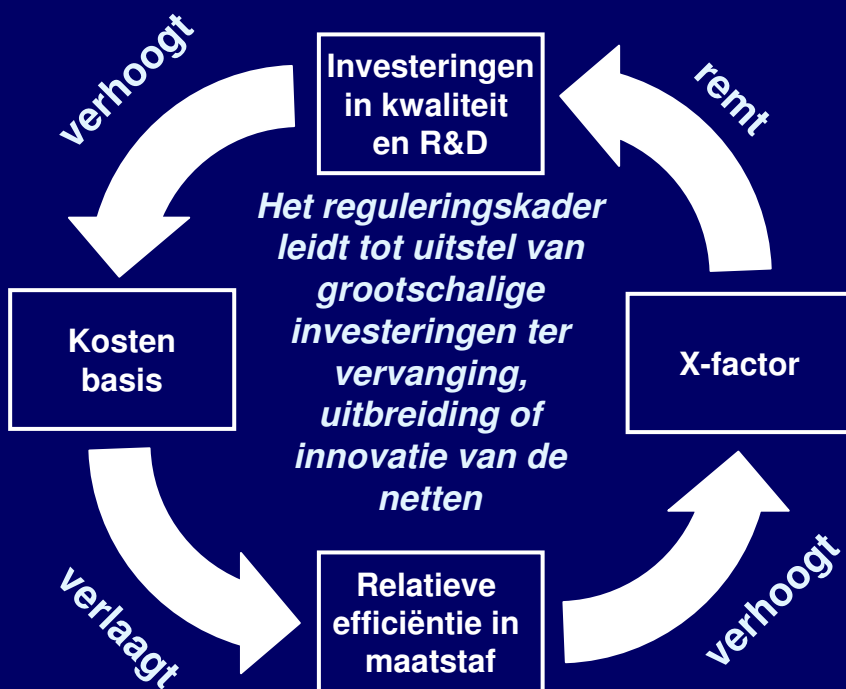 verhoogt
Investeringen
in kwaliteit
en R&D
remt
Het reguleringskader
leidt tot uitstel van
grootschalige
investeringen ter
vervanging,
uitbreiding of
innovatie van de
netten
Kosten
basis
X-factor
verlaagt
Relatieve
efficiëntie in
maatstaf
verhoogt